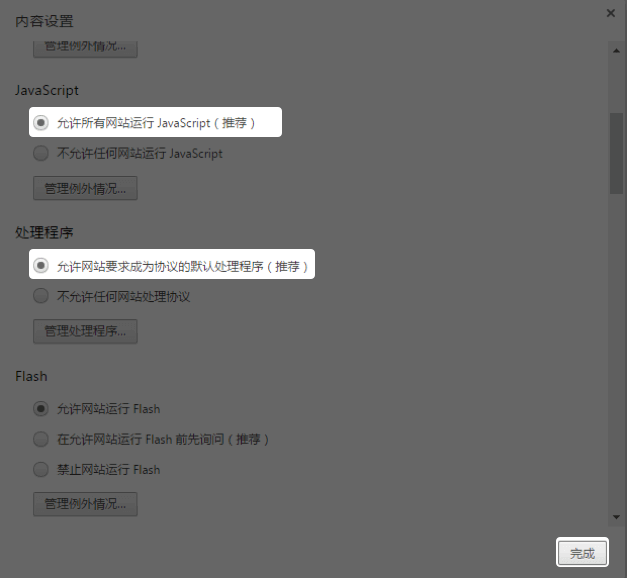 内容设置
管理例外情况...
JavaScript
允许所有网站运行 JavaScript（推荐）
不允许任何网站运行 JavaScript
管理例外情况...
处理程序
允许网站要求成为协议的默认处理程序（推荐）
不允许任何网站处理协议
管理处理程序...
Flash
允许网站运行 Flash
在允许网站运行 Flash 前先询问（推荐）
禁止网站运行 Flash
管理例外情况...
完成